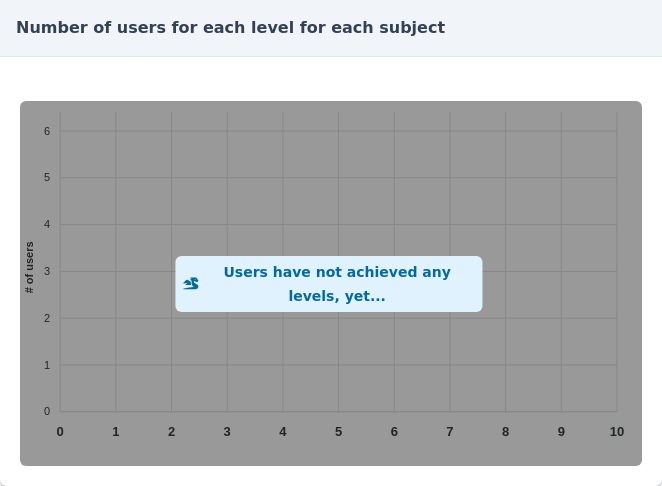 Number of users for each level for each subject
6
5
4
3
2
1
0
# of users
Users have not achieved any
levels, yet...
0 1 2 3 4 5 6 7 8 9 10